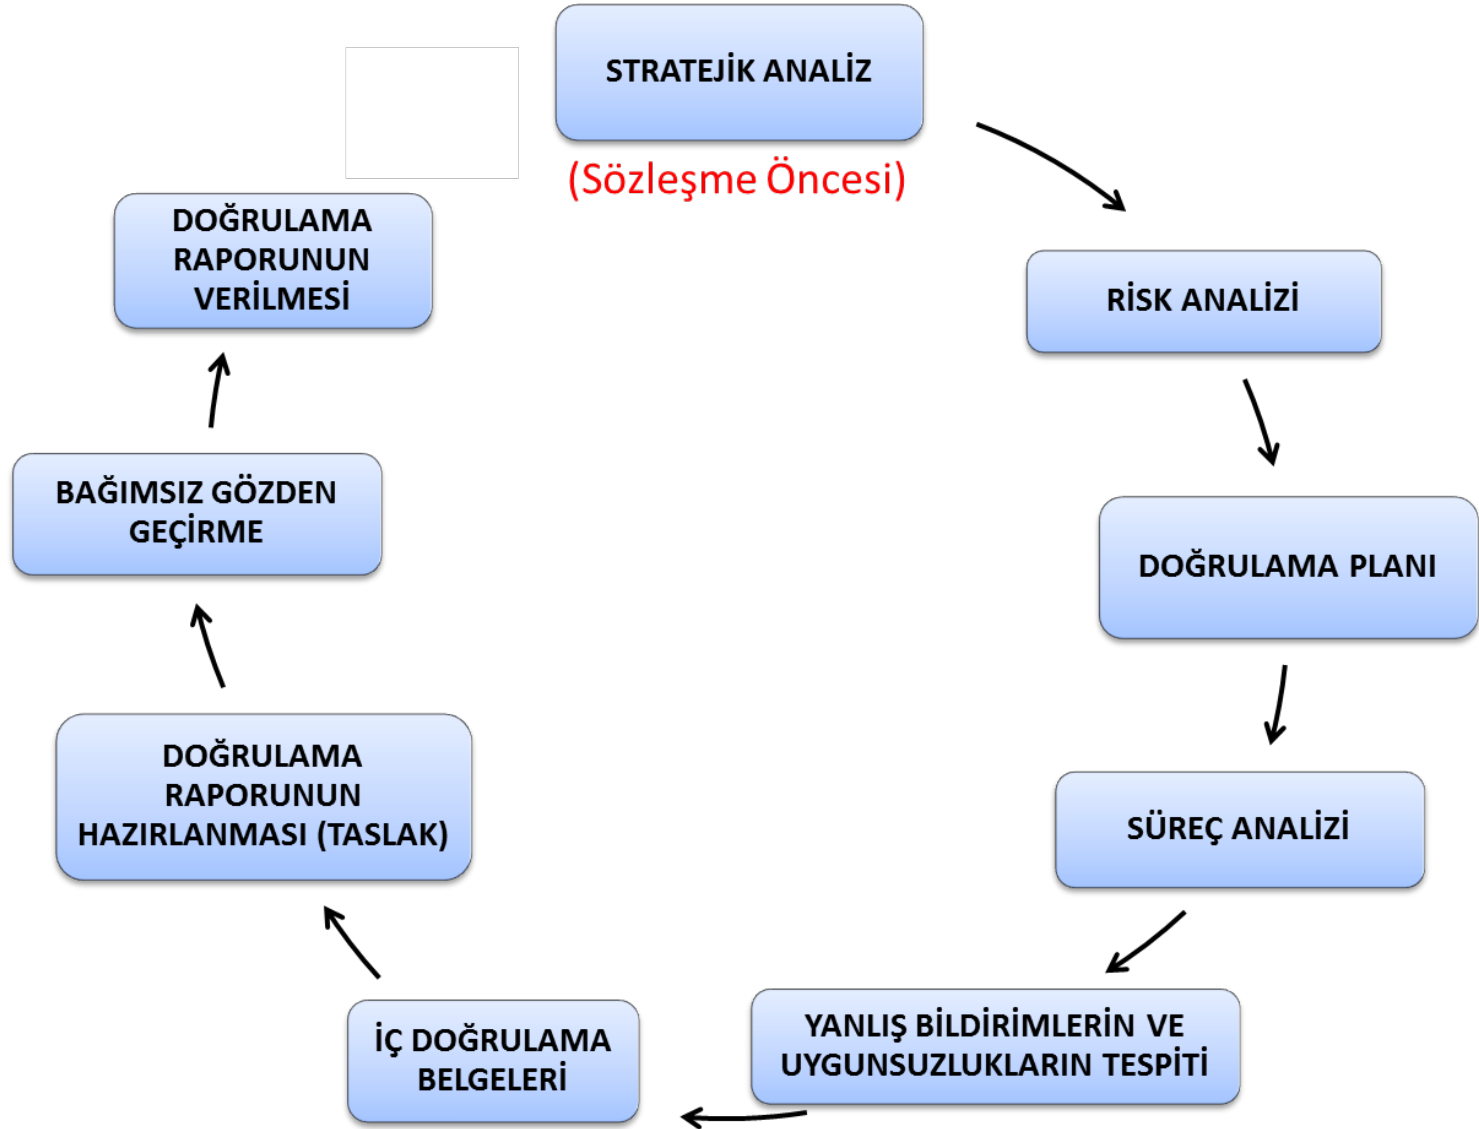 STRATEJİK ANALİZ
(Sözleşme Öncesi)
RİSK ANALİZİ
DOĞRULAMA PLANI
SÜREÇ ANALİZİ
YANLIŞ BİLDİRİMLERİN VE
UYGUNSUZLUKLARIN TESPİTİ
İÇ DOĞRULAMA
BELGELERİ
DOĞRULAMA
RAPORUNUN
HAZIRLANMASI (TASLAK)
BAĞIMSIZ GÖZDEN
GEÇİRME
DOĞRULAMA
RAPORUNUN
VERİLMESİ